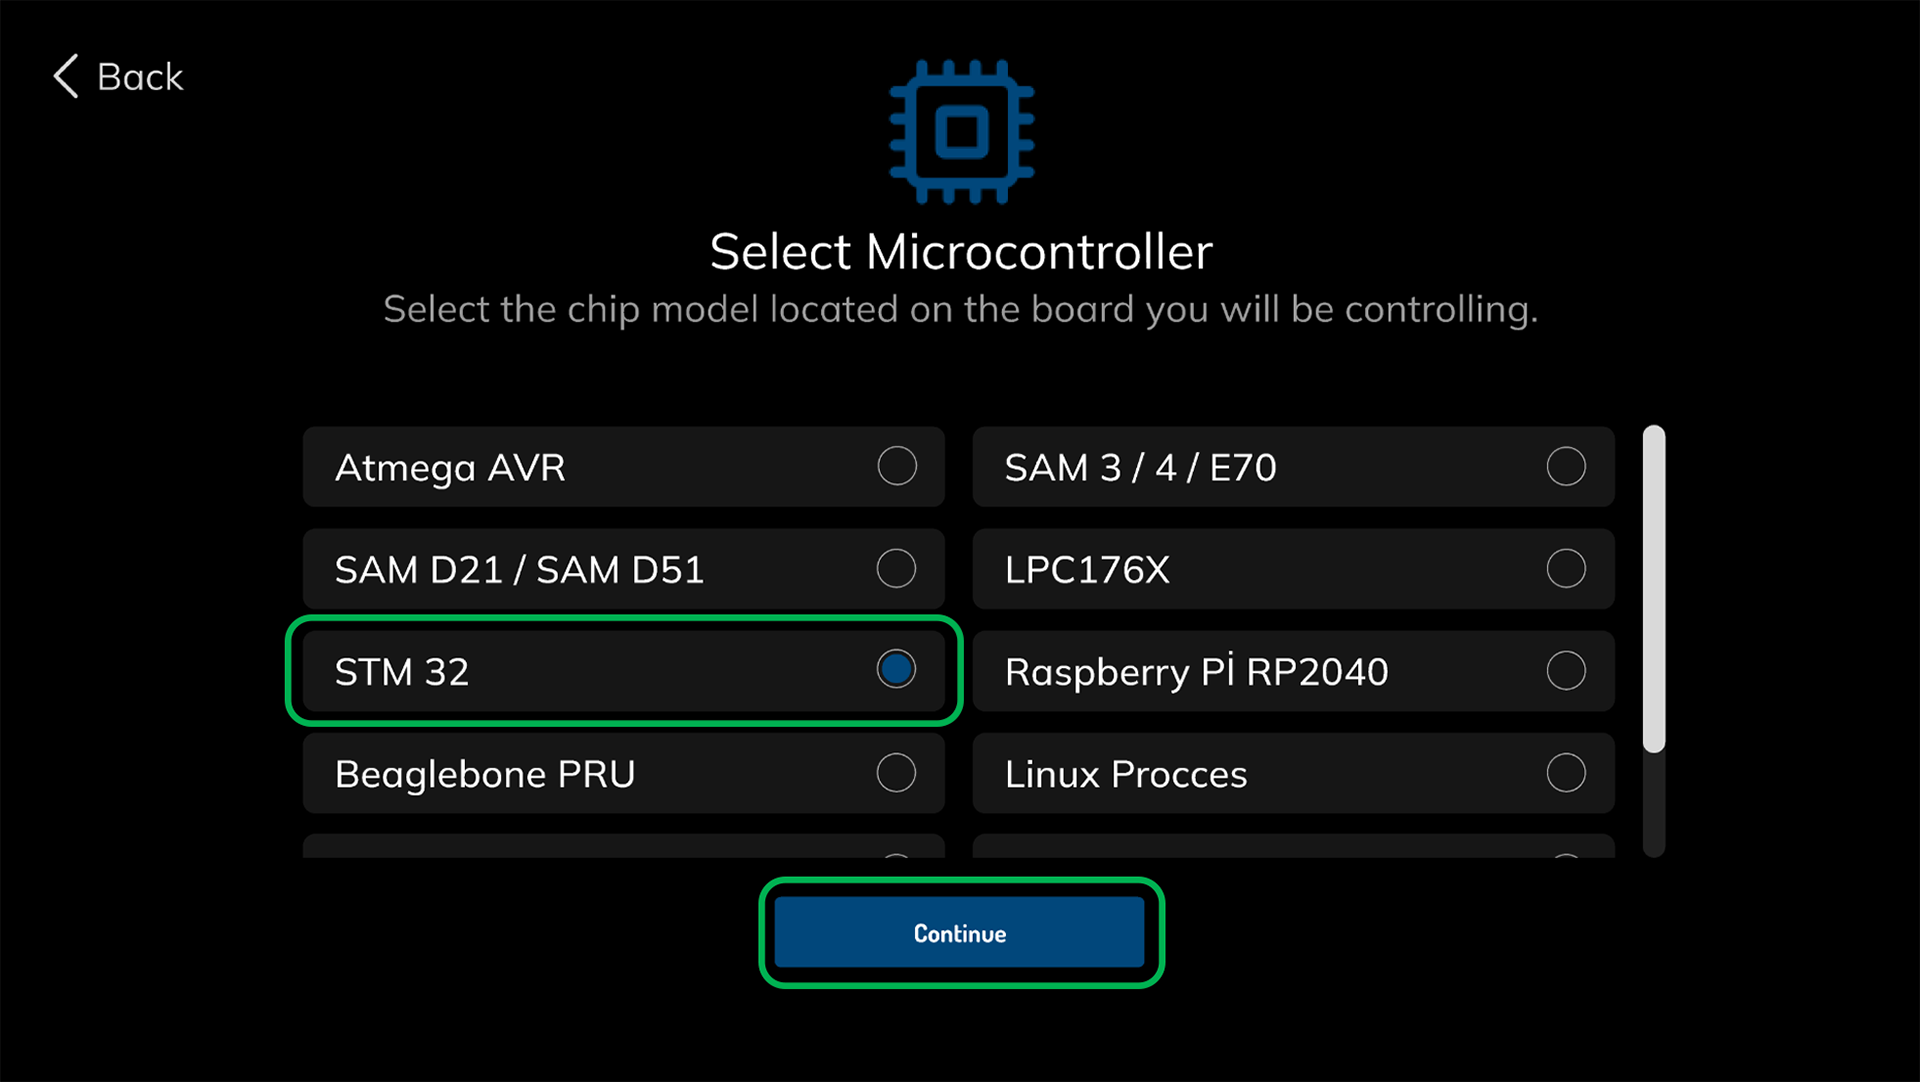 Back
Select Microcontroller
Select the chip model located on the board you will be controlling.
Atmega AVR
SAM 3 / 4 / E70
SAM D21 / SAM D51
LPC176X
STM 32
Raspberry Pİ RP2040
Beaglebone PRU
Linux Procces
Continue